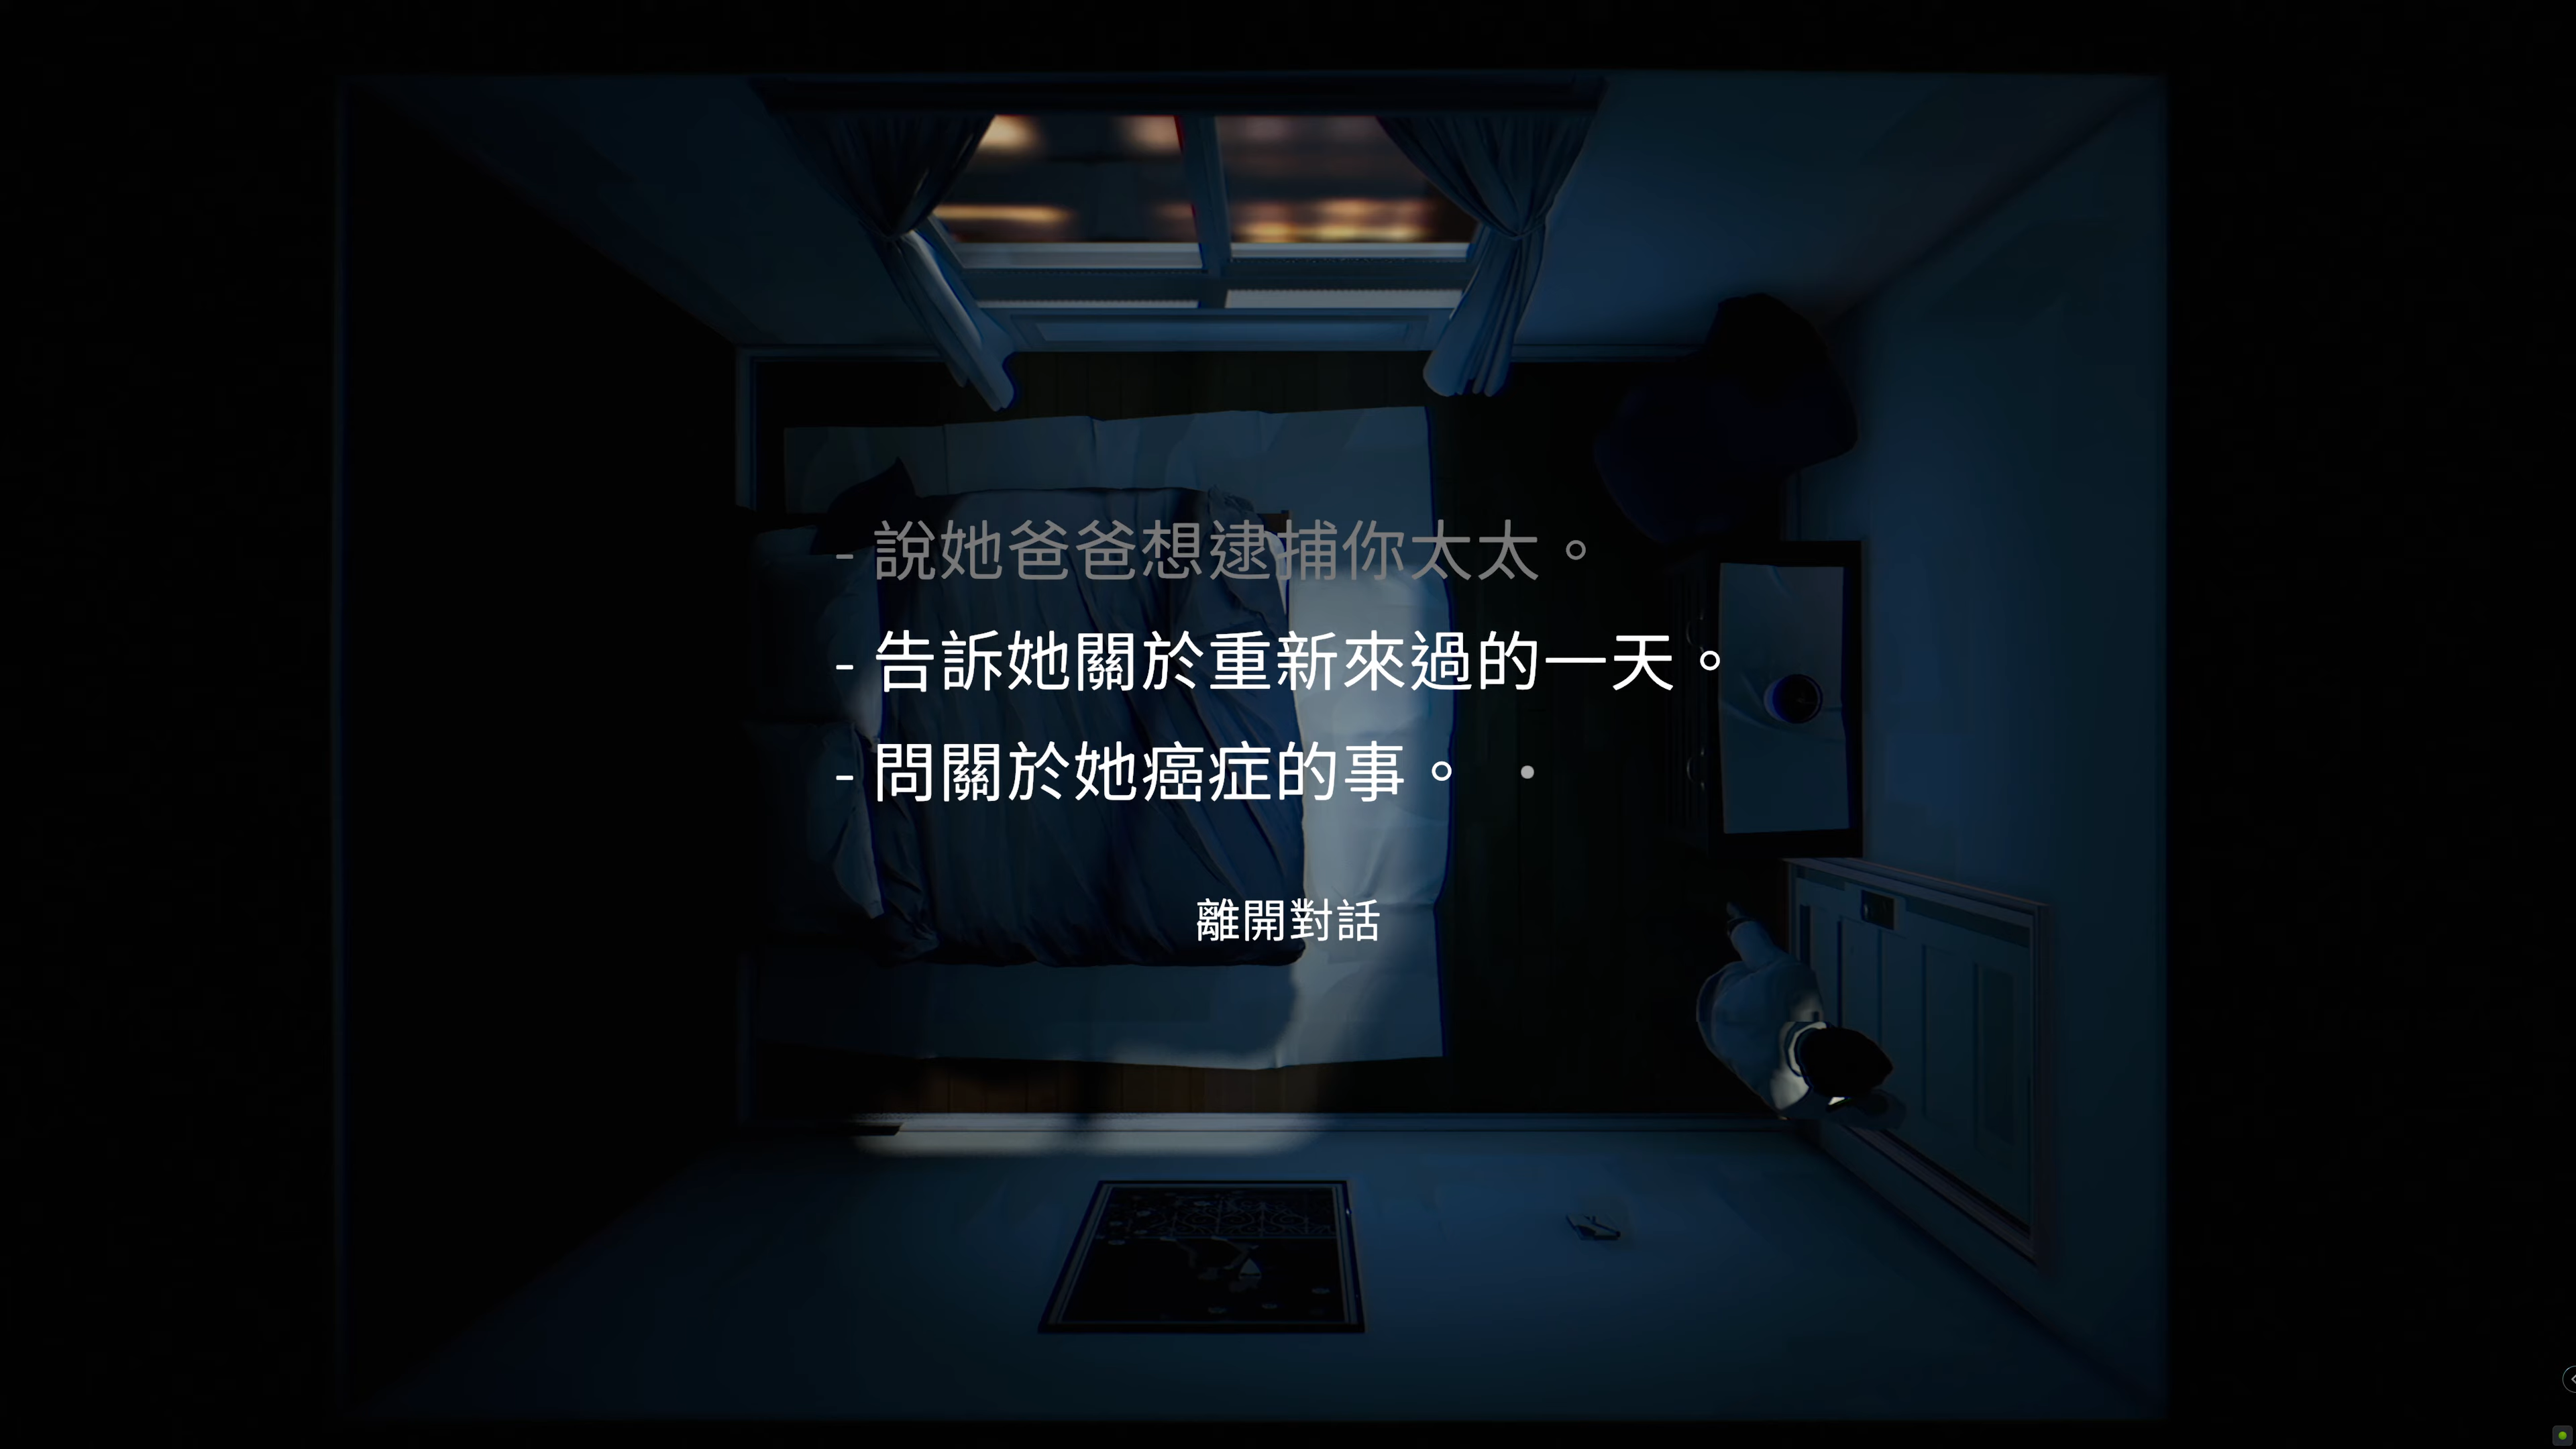 - 說她爸爸想逮捕你太太。
- 告訴她關於重新來過的一天。
- 問關於她癌症的事。
離開對話